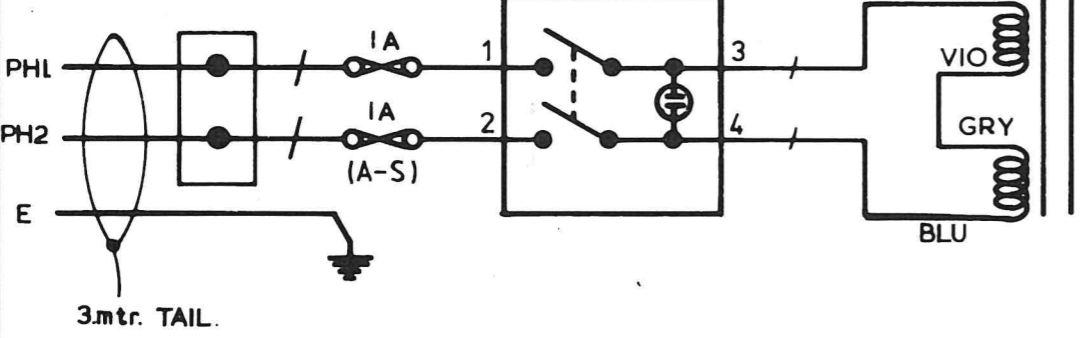 PH1
PH2
E
1A
1A
(A-S)
1
2
3
4
VIO
GRY
BLU
3.mtr. TAIL.